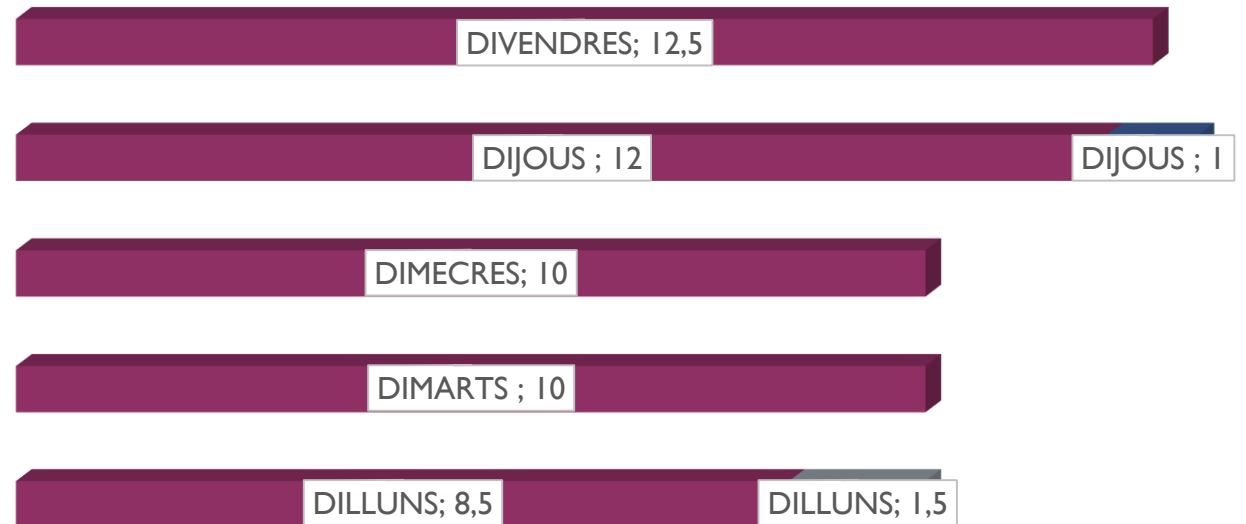 DIVENDRES; 12,5
DIJOUS ; 12
DIJOUS ; 1
DIMECRES; 10
DIMARTS ; 10
DILLUNS; 8,5
DILLUNS; 1,5